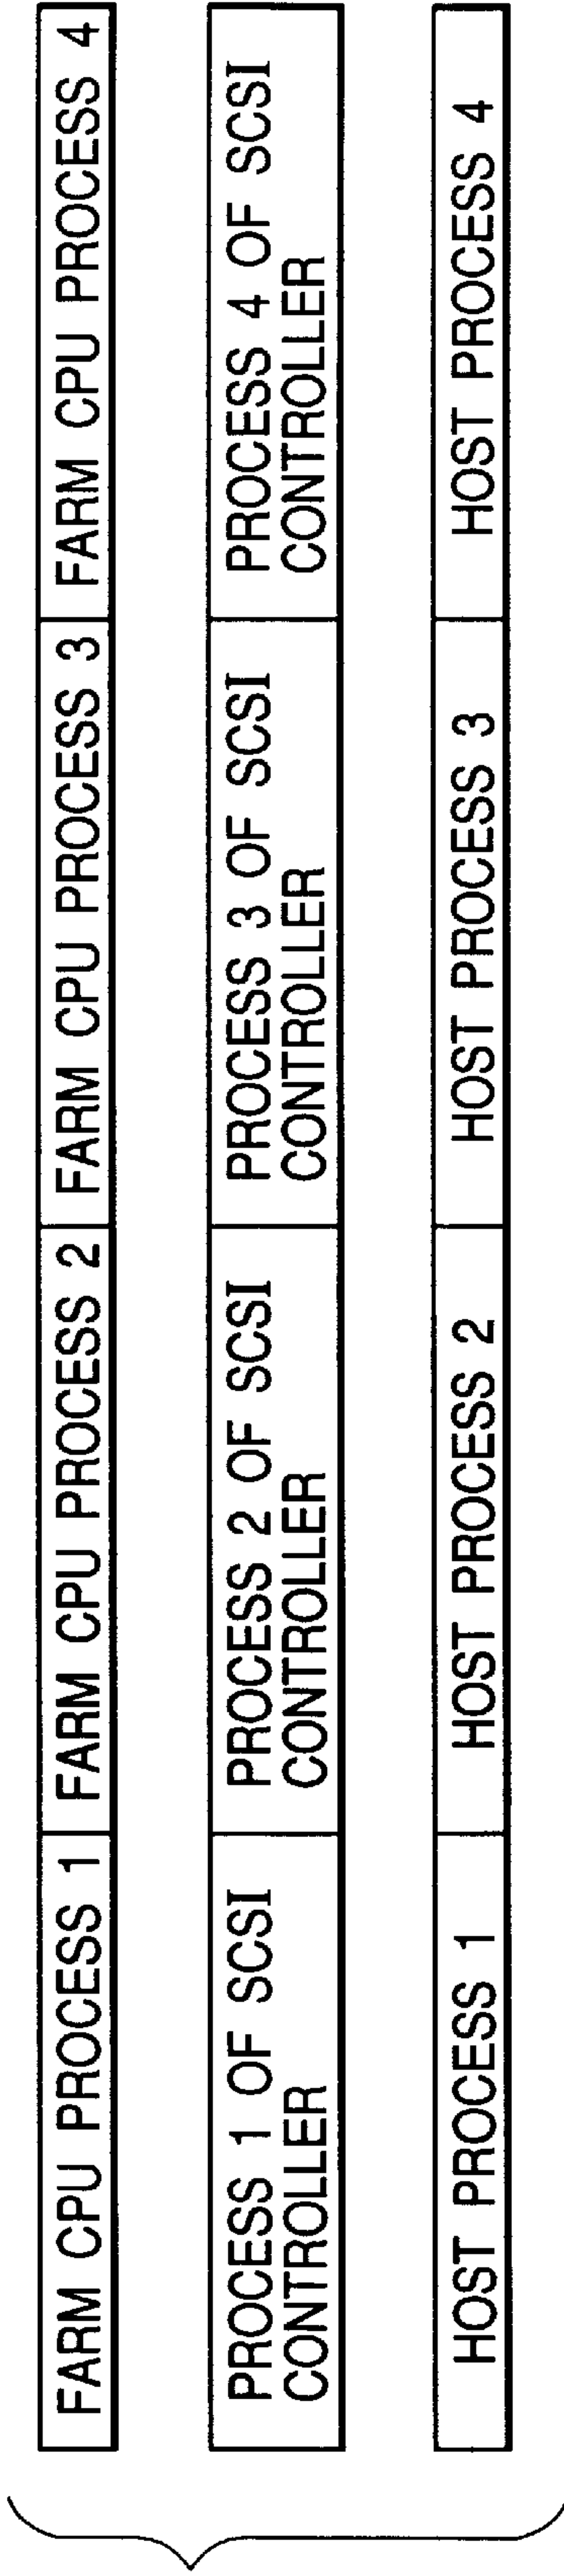 FARM CPU PROCESS 1
FARM CPU PROCESS 2
FARM CPU PROCESS 3
FARM CPU PROCESS 4
PROCESS 1 OF SCSI
CONTROLLER
PROCESS 2 OF SCSI
CONTROLLER
PROCESS 3 OF SCSI
CONTROLLER
PROCESS 4 OF SCSI
CONTROLLER
HOST PROCESS 1
HOST PROCESS 2
HOST PROCESS 3
HOST PROCESS 4